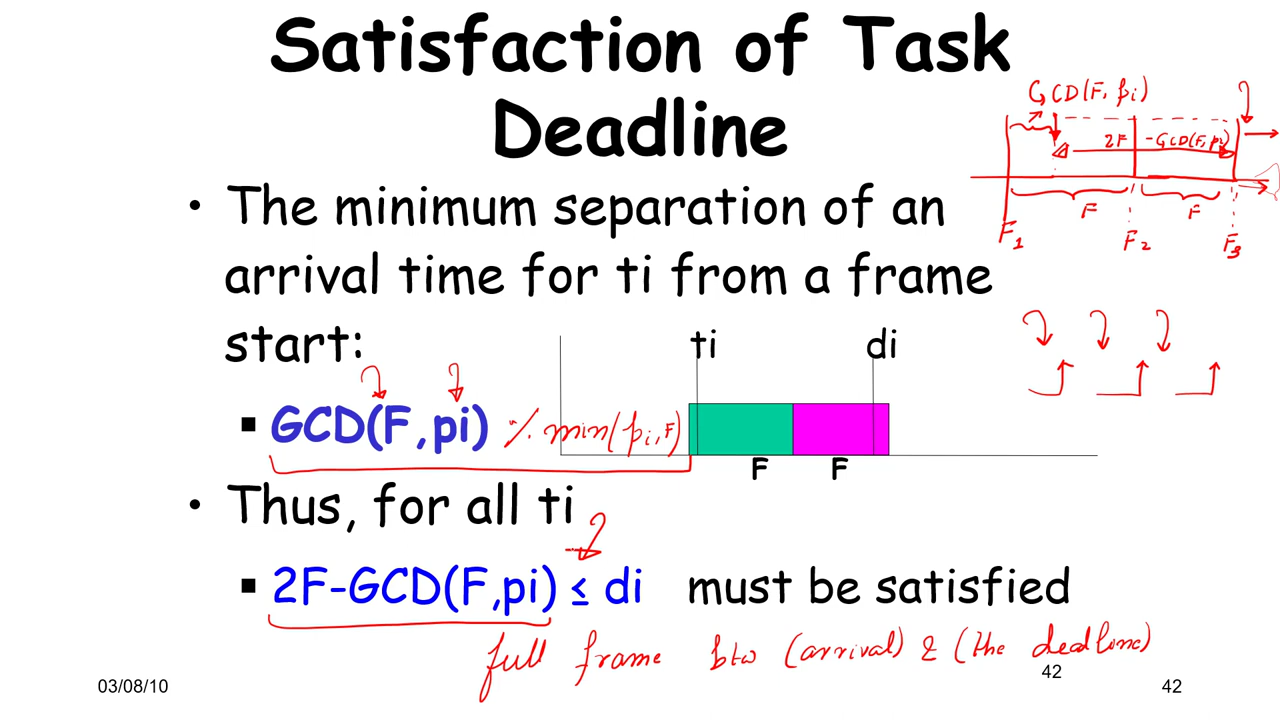 Satisfaction of Task
Deadline
GCD(F, pi)
2F -GCD(F,pi)
F F
F1 F2 F3
• The minimum separation of an
arrival time for ti from a frame
start:
ti di
▪ GCD(F,pi) % min(pi,F)
F F
• Thus, for all ti
▪ 2F-GCD(F,pi) ≤ di must be satisfied
full frame btw (arrival) & (the deadline)
03/08/10 42 42